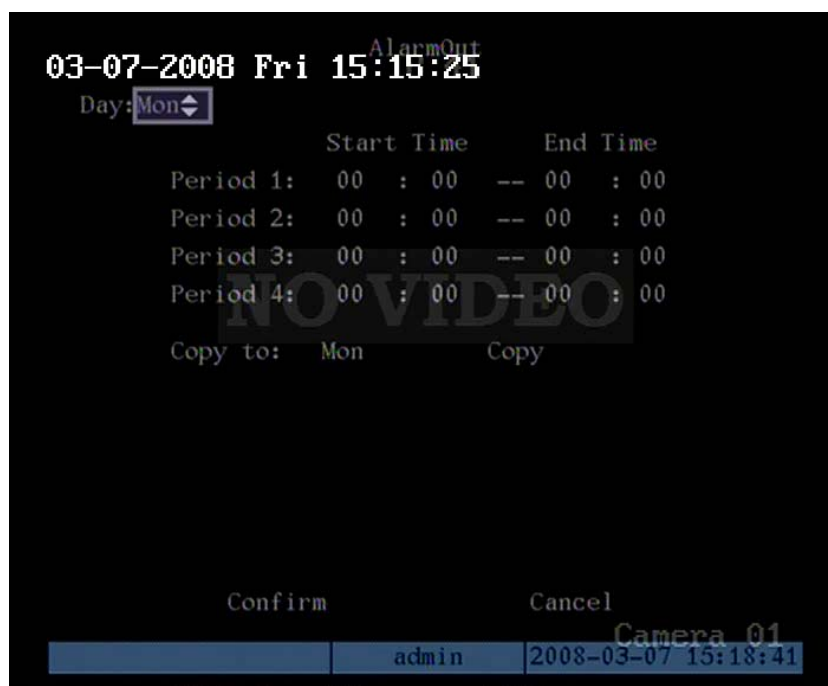 AlarmOut
03-07-2008 Fri 15:15:25
Day: Mon
Start Time End Time
Period 1: 00 : 00 -- 00 : 00
Period 2: 00 : 00 -- 00 : 00
Period 3: 00 : 00 -- 00 : 00
NO VIDEO
Period 4: 00 : 00 -- 00 : 00
Copy to: Mon Copy
Confirm Cancel
Camera 01
admin 2008-03-07 15:18:41